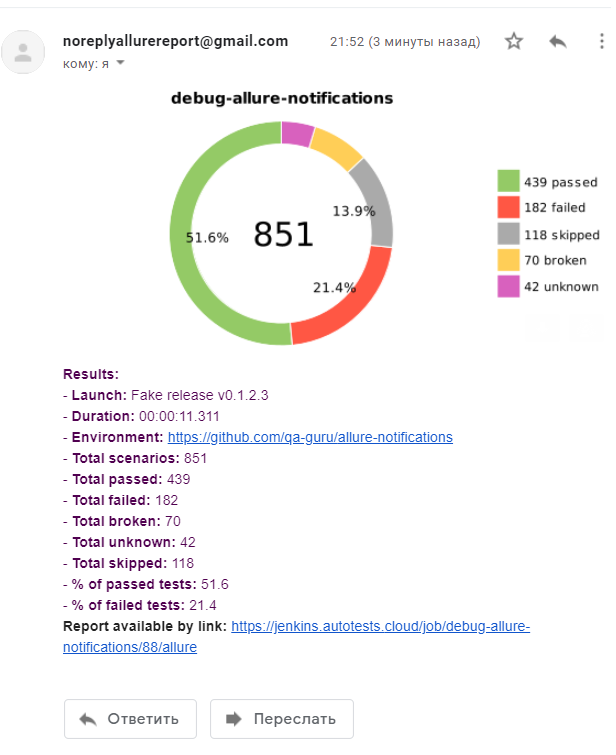 noreplyallurereport@gmail.com 21:52 (3 минуты назад)
кому: я
debug-allure-notifications
439 passed
182 failed
118 skipped
70 broken
42 unknown
13.9%
51.6%
851
21.4%
Results:
- Launch: Fake release v0.1.2.3
- Duration: 00:00:11.311
- Environment: https://github.com/qa-guru/allure-notifications
- Total scenarios: 851
- Total passed: 439
- Total failed: 182
- Total broken: 70
- Total unknown: 42
- Total skipped: 118
- % of passed tests: 51.6
- % of failed tests: 21.4
Report available by link: https://jenkins.autotests.cloud/job/debug-allure-
notifications/88/allure
Ответить
Переслать